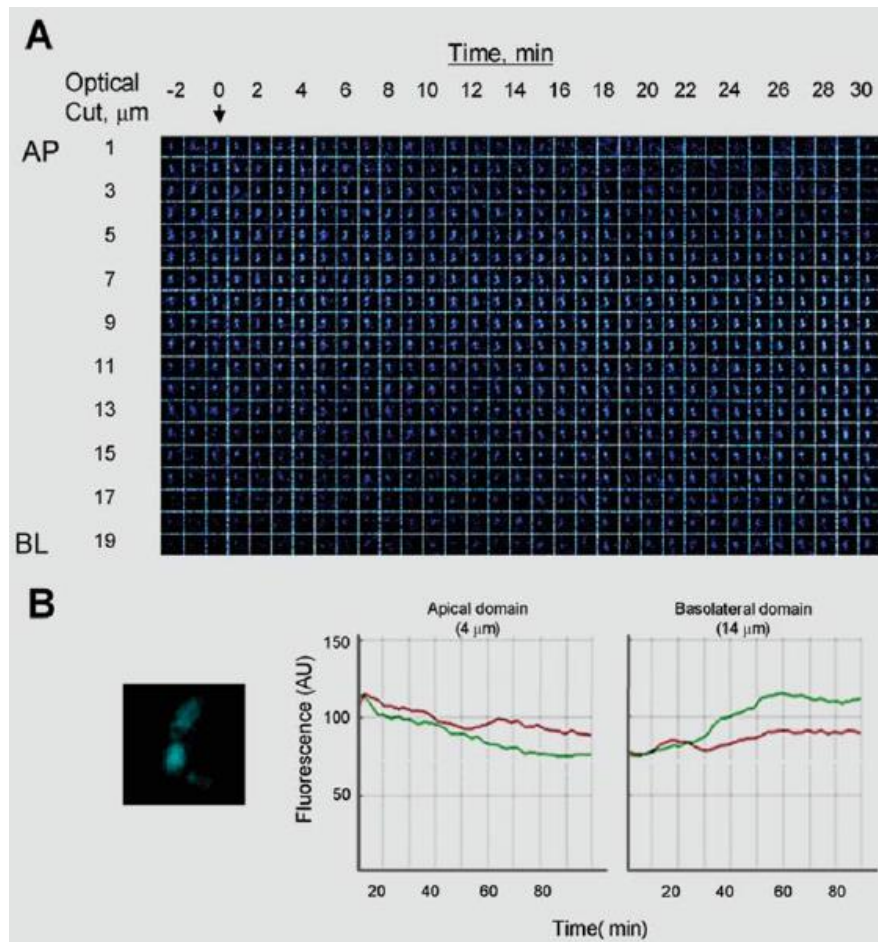 A
Time, min
Optical Cut, μm
-2 0 2 4 6 8 10 12 14 16 18 20 22 24 26 28 30
AP
1
3
5
7
9
11
13
15
17
BL 19
B
Apical domain
(4 μm)
Basolateral domain
(14 μm)
Fluorescence (AU)
150
100
50
20 40 60 80
20 40 60 80
Time( min)